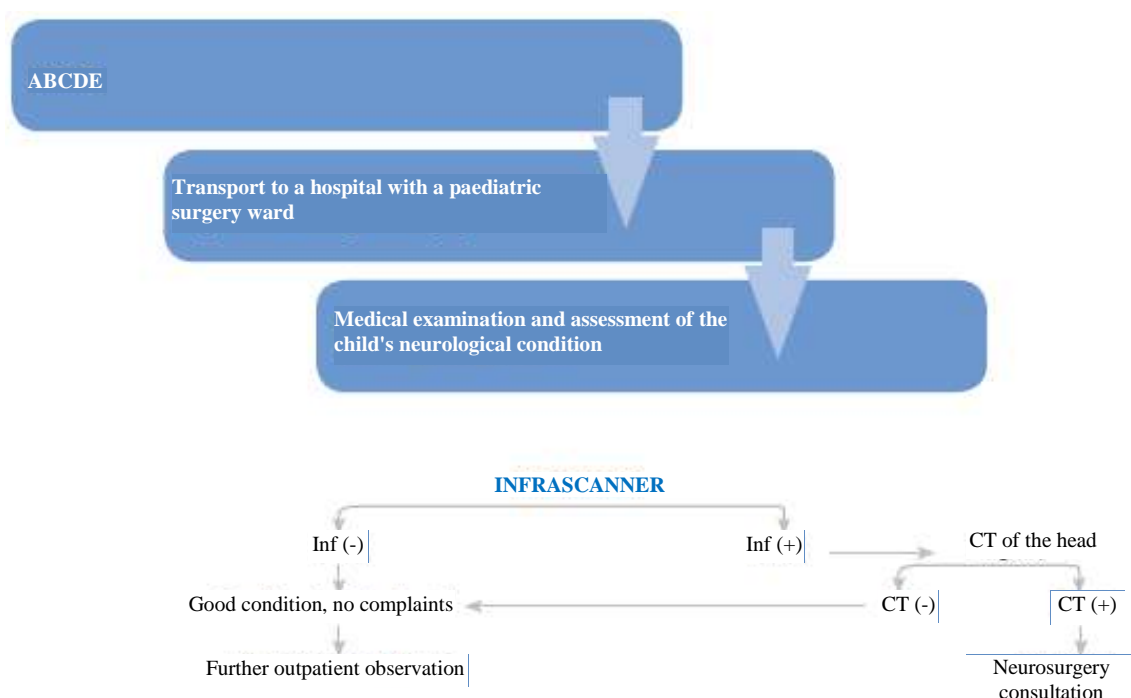 ABCDE
Transport to a hospital with a paediatric
surgery ward
Medical examination and assessment of the
child's neurological condition
INFRASCANNER
Inf (-)
Inf (+)
CT of the head
Good condition, no complaints
CT (-)
CT (+)
Further outpatient observation
Neurosurgery
consultation